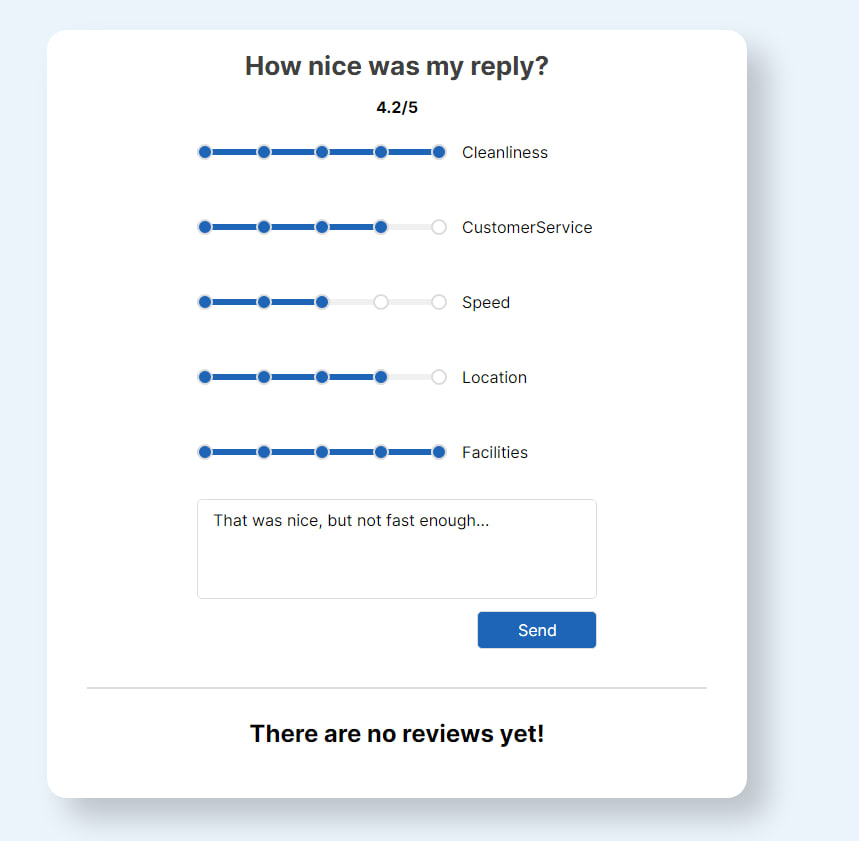 How nice was my reply?
4.2/5
Cleanliness
CustomerService
Speed
Location
Facilities
That was nice, but not fast enough...
Send
There are no reviews yet!